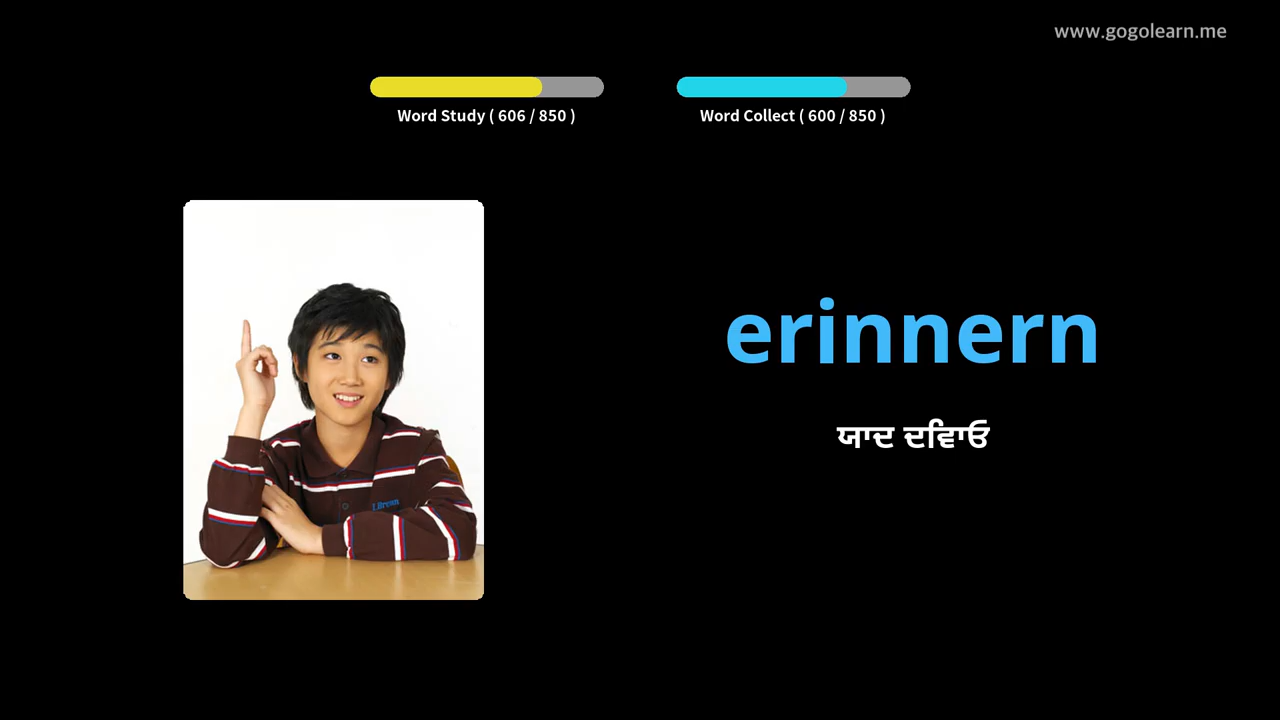 www.gogolearn.me
Word Study ( 606 / 850 )
Word Collect ( 600 / 850 )
erinnern
ਯਾਦ ਦਵਿਾਓ